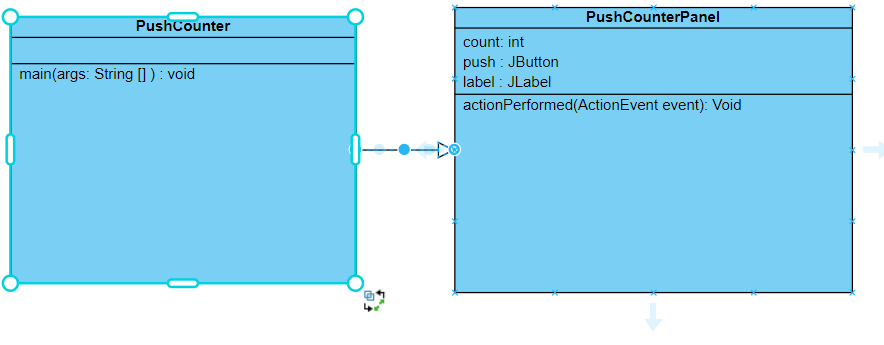 PushCounter
main(args: String [] ) : void
PushCounterPanel
count: int
push : JButton
label : JLabel
actionPerformed(ActionEvent event): Void